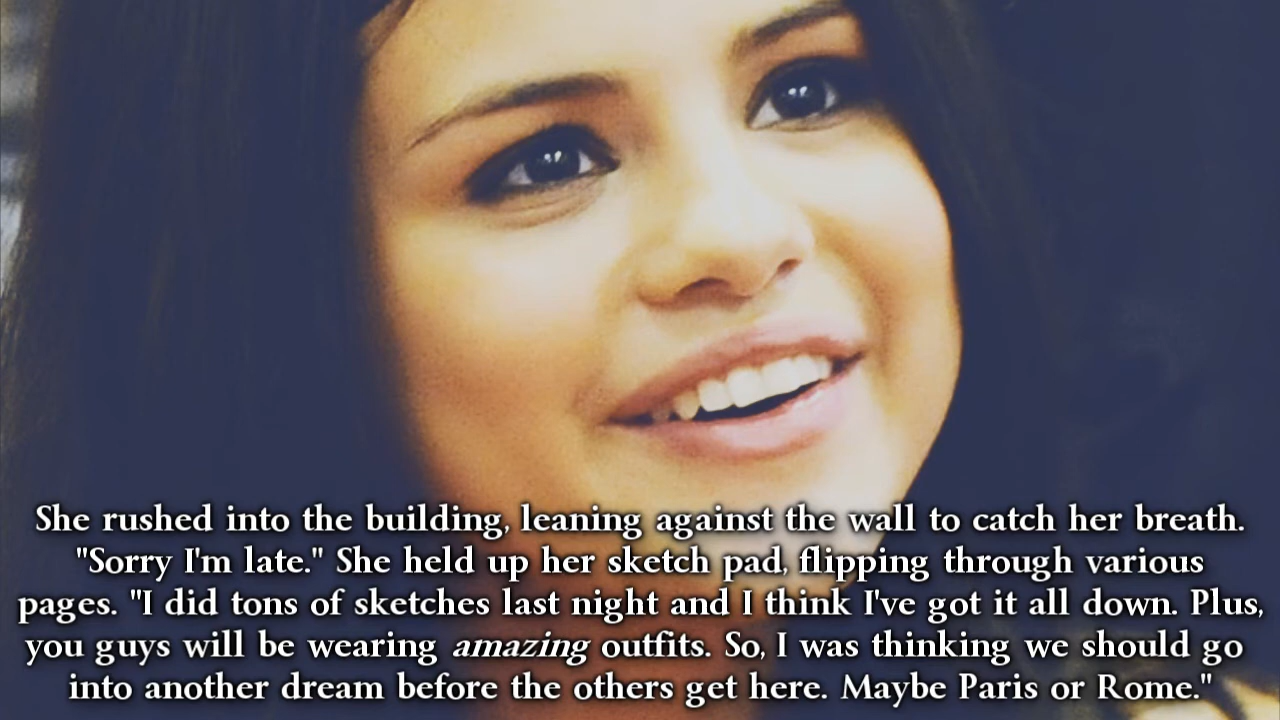 She rushed into the building, leaning against the wall to catch her breath.
"Sorry I'm late." She held up her sketch pad, flipping through various
pages. "I did tons of sketches last night and I think I've got it all down. Plus,
you guys will be wearing amazing outfits. So, I was thinking we should go
into another dream before the others get here. Maybe Paris or Rome."